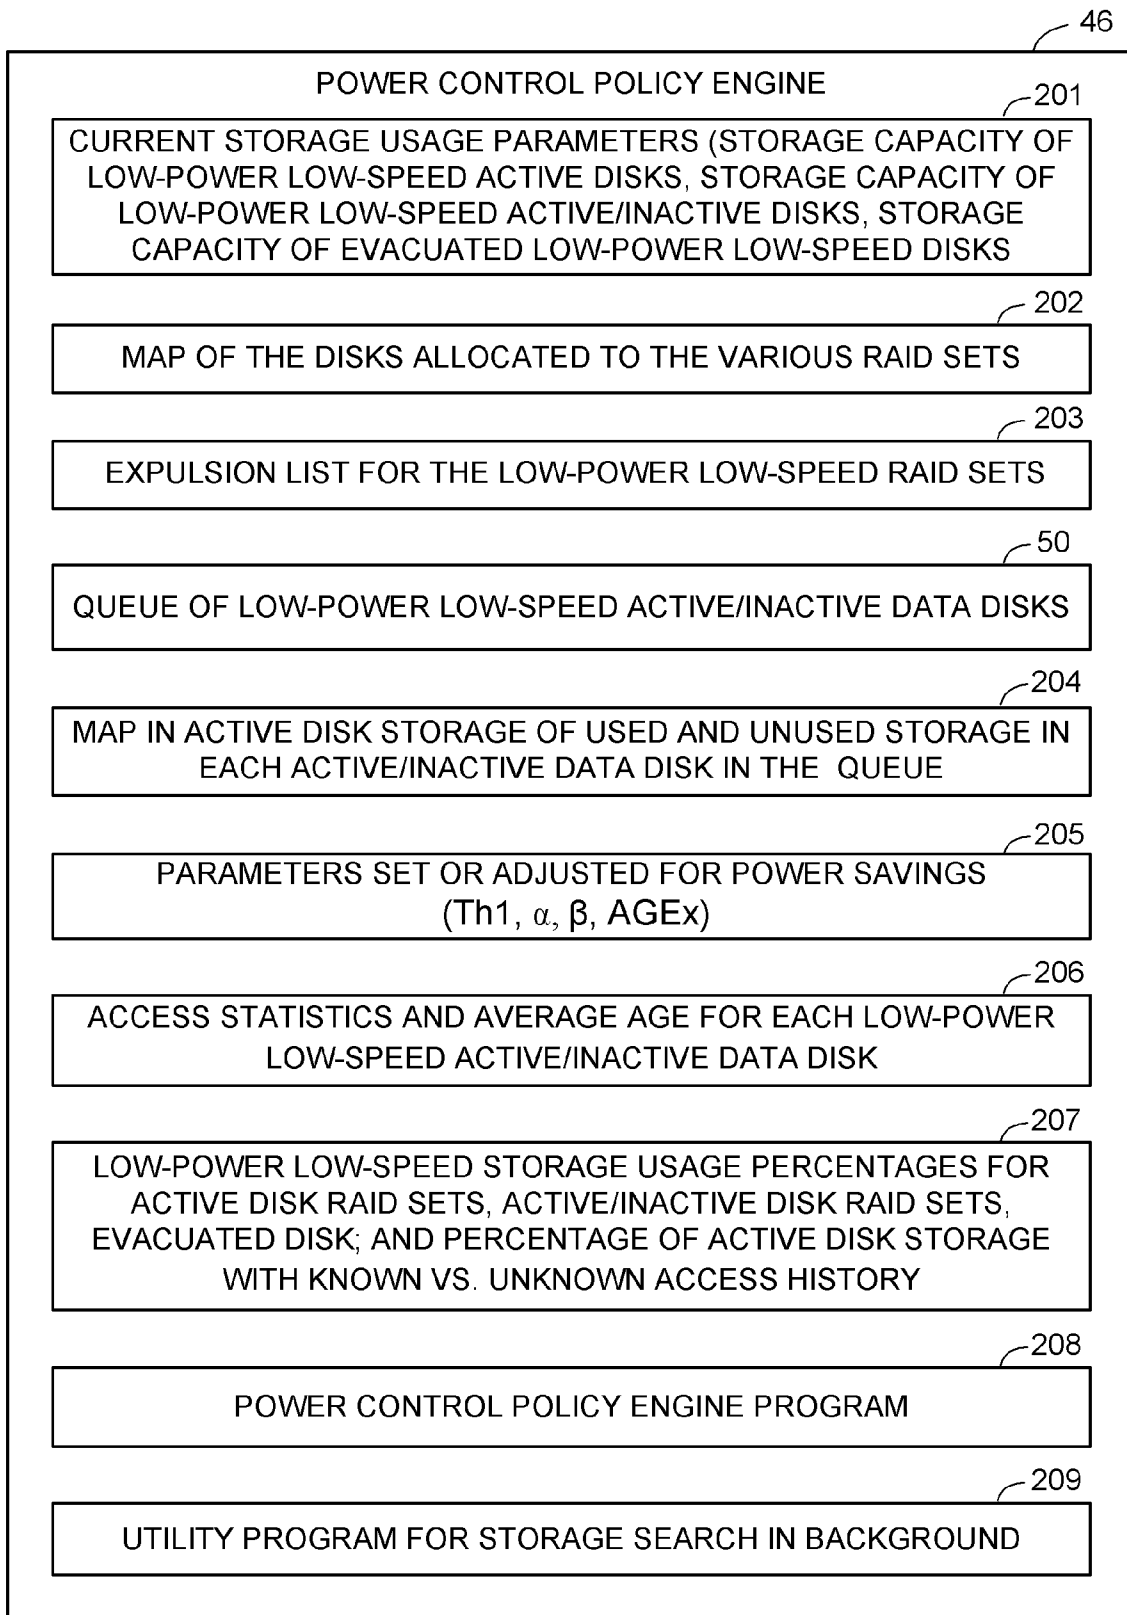 46
POWER CONTROL POLICY ENGINE
201
CURRENT STORAGE USAGE PARAMETERS (STORAGE CAPACITY OF
LOW-POWER LOW-SPEED ACTIVE DISKS, STORAGE CAPACITY OF
LOW-POWER LOW-SPEED ACTIVE/INACTIVE DISKS, STORAGE
CAPACITY OF EVACUATED LOW-POWER LOW-SPEED DISKS
202
MAP OF THE DISKS ALLOCATED TO THE VARIOUS RAID SETS
203
EXPULSION LIST FOR THE LOW-POWER LOW-SPEED RAID SETS
50
QUEUE OF LOW-POWER LOW-SPEED ACTIVE/INACTIVE DATA DISKS
204
MAP IN ACTIVE DISK STORAGE OF USED AND UNUSED STORAGE IN
EACH ACTIVE/INACTIVE DATA DISK IN THE QUEUE
205
PARAMETERS SET OR ADJUSTED FOR POWER SAVINGS
(Th1, α, β, AGEx)
206
ACCESS STATISTICS AND AVERAGE AGE FOR EACH LOW-POWER
LOW-SPEED ACTIVE/INACTIVE DATA DISK
207
LOW-POWER LOW-SPEED STORAGE USAGE PERCENTAGES FOR
ACTIVE DISK RAID SETS, ACTIVE/INACTIVE DISK RAID SETS,
EVACUATED DISK; AND PERCENTAGE OF ACTIVE DISK STORAGE
WITH KNOWN VS. UNKNOWN ACCESS HISTORY
208
POWER CONTROL POLICY ENGINE PROGRAM
209
UTILITY PROGRAM FOR STORAGE SEARCH IN BACKGROUND